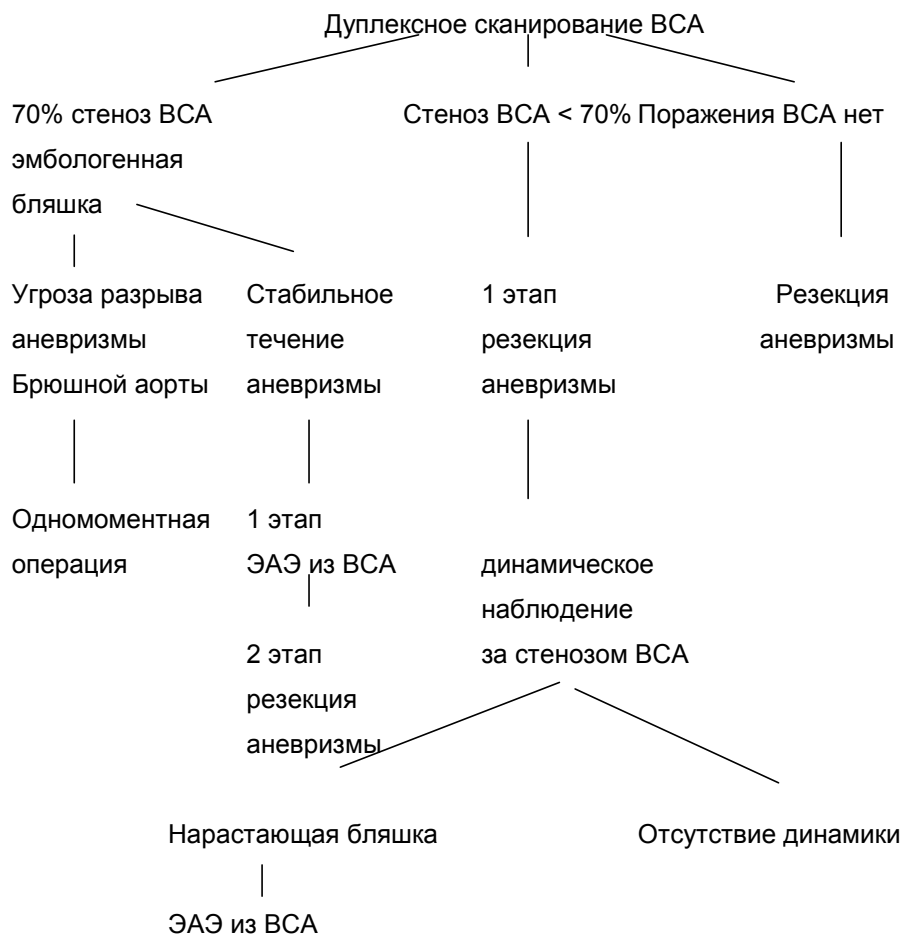 Дуплексное сканирование ВСА
70% стеноз ВСА
эмбологенная
бляшка
Стеноз ВСА < 70% Поражения ВСА нет
Угроза разрыва
аневризмы
Брюшной аорты
Стабильное
течение
аневризмы
1 этап
резекция
аневризмы
Резекция
аневризмы
Одномоментная
операция
1 этап
ЭАЭ из ВСА
2 этап
резекция
аневризмы
динамическое
наблюдение
за стенозом ВСА
Нарастающая бляшка
Отсутствие динамики
ЭАЭ из ВСА